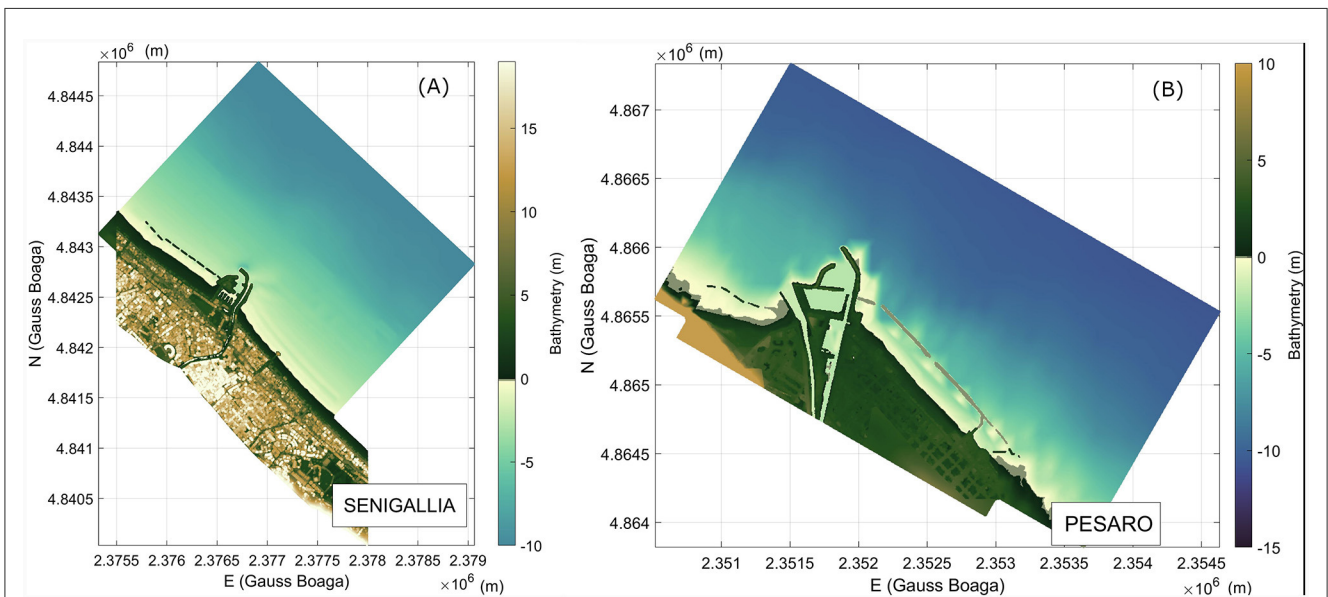 ×10⁶ (m)
(A)
4.8445
4.844
4.8435
4.843
4.8425
4.842
4.8415
4.841
4.8405
N (Gauss Boaga)
SENIGALLIA
2.3755 2.376 2.3765 2.377 2.3775 2.378 2.3785 2.379
E (Gauss Boaga)
×10⁶ (m)
15
10
5
0
-5
-10
Bathymetry (m)
×10⁶ (m)
(B)
4.867
4.8665
4.866
4.8655
4.865
4.8645
4.864
N (Gauss Boaga)
PESARO
2.351 2.3515 2.352 2.3525 2.353 2.3535 2.354 2.3545
E (Gauss Boaga)
×10⁶ (m)
10
5
0
-5
-10
-15
Bathymetry (m)